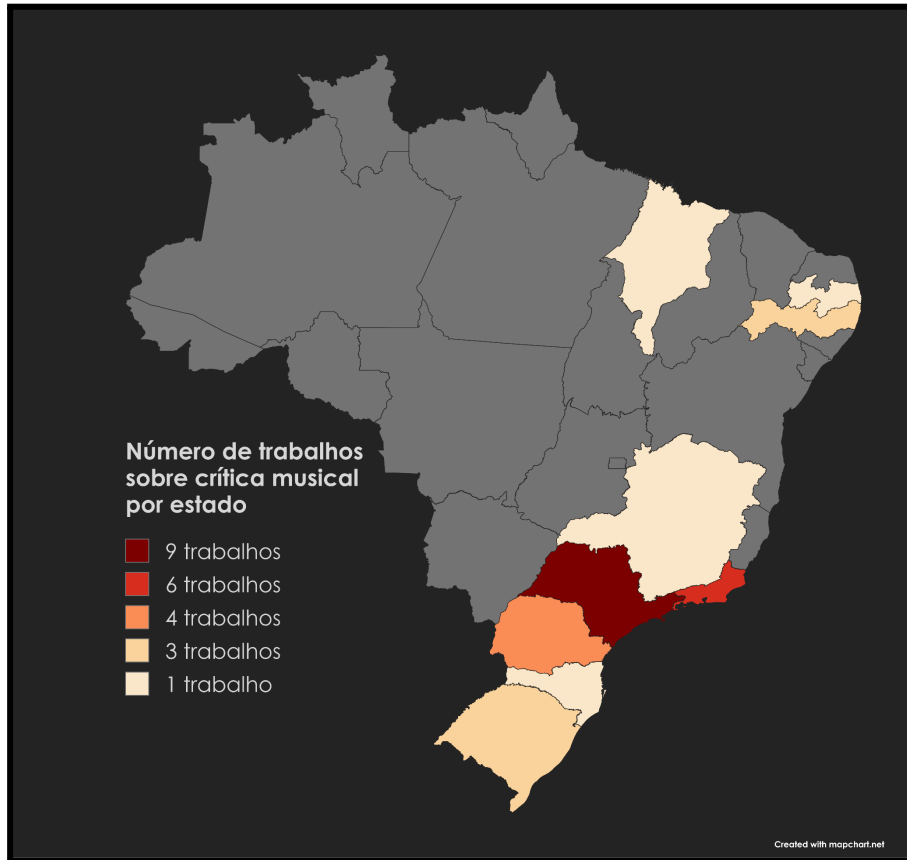 Número de trabalhos
sobre crítica musical
por estado
9 trabalhos
6 trabalhos
4 trabalhos
3 trabalhos
1 trabalho
Created with mapchart.net